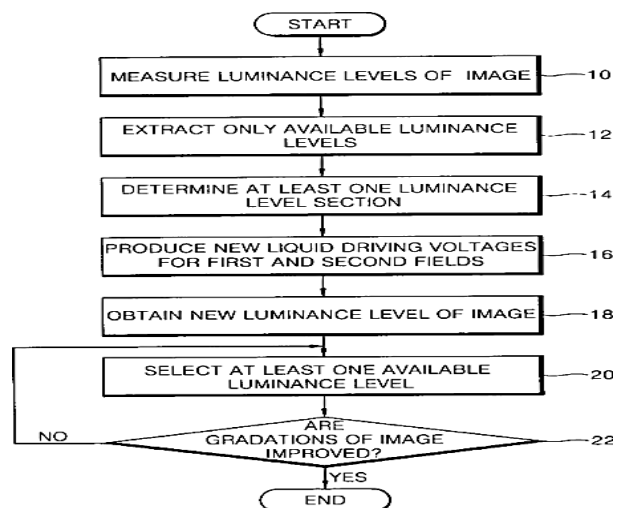 START
MEASURE LUMINANCE LEVELS OF IMAGE
10
EXTRACT ONLY AVAILABLE LUMINANCE
LEVELS
12
DETERMINE AT LEAST ONE LUMINANCE
LEVEL SECTION
14
PRODUCE NEW LIQUID DRIVING VOLTAGES
FOR FIRST AND SECOND FIELDS
16
OBTAIN NEW LUMINANCE LEVEL OF IMAGE
18
SELECT AT LEAST ONE AVAILABLE
LUMINANCE LEVEL
20
ARE
GRADATIONS OF IMAGE
IMPROVED?
22
NO
YES
END